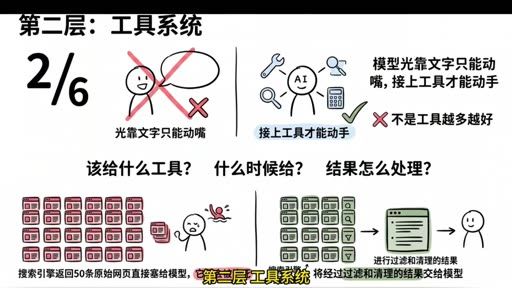 第二层：工具系统
2/6
AI
模型光靠文字只能动
嘴，接上工具才能动手
光靠文字只能动嘴
接上工具才能动手
不是工具越多越好
该给什么工具？ 什么时候给？ 结果怎么处理？
进行过滤和清理的结果
搜索引擎返回50条原始网页直接塞给模型，它
将经过过滤和清理的结果交给模型
第二层 工具系统